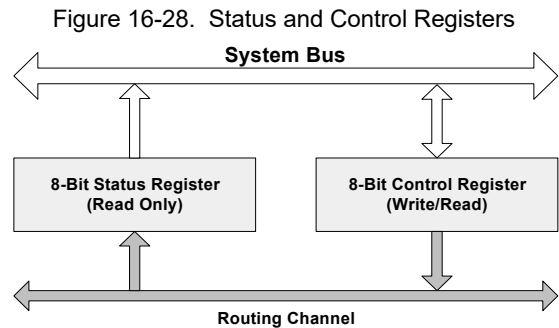 Figure 16-28. Status and Control Registers
System Bus
8-Bit Status Register
(Read Only)
8-Bit Control Register
(Write/Read)
Routing Channel